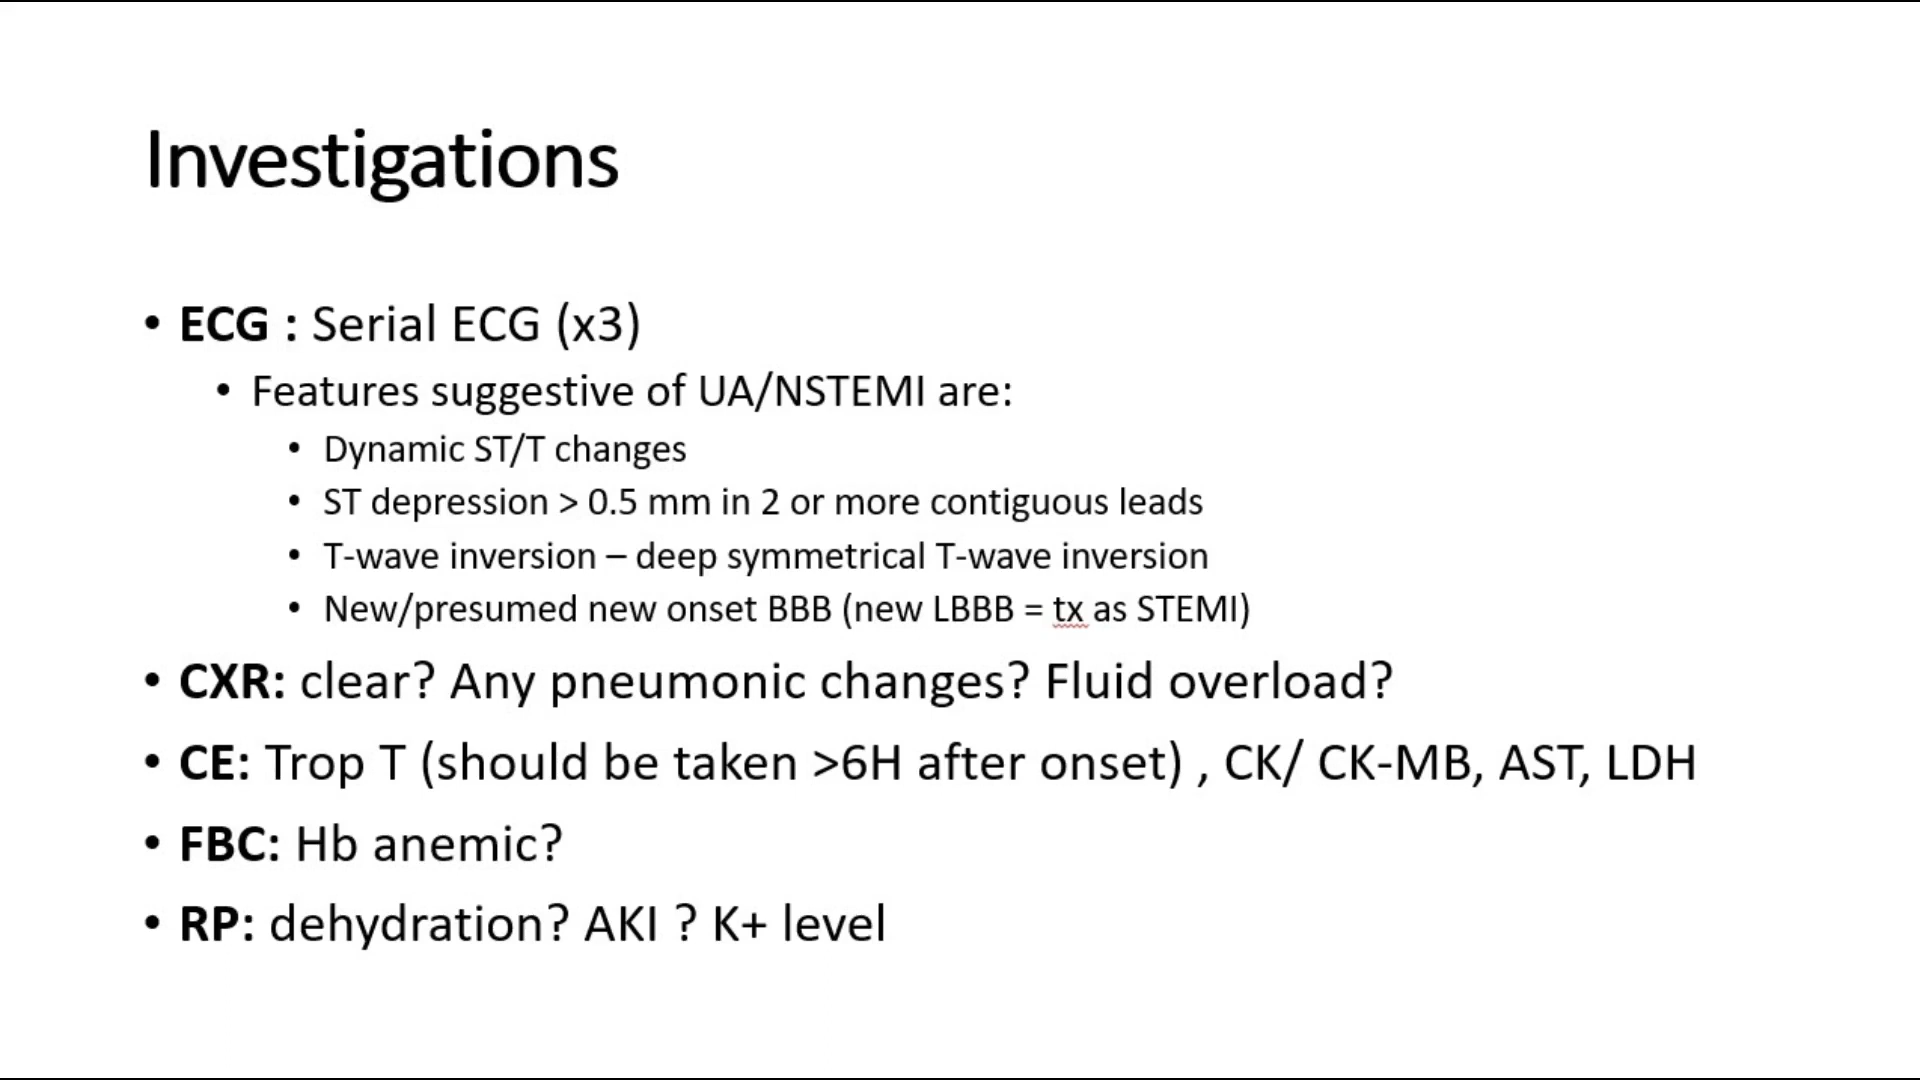 Investigations
• ECG : Serial ECG (x3)
• Features suggestive of UA/NSTEMI are:
• Dynamic ST/T changes
• ST depression > 0.5 mm in 2 or more contiguous leads
• T-wave inversion – deep symmetrical T-wave inversion
• New/presumed new onset BBB (new LBBB = tx as STEMI)
• CXR: clear? Any pneumonic changes? Fluid overload?
• CE: Trop T (should be taken >6H after onset) , CK/ CK-MB, AST, LDH
• FBC: Hb anemic?
• RP: dehydration? AKI ? K+ level